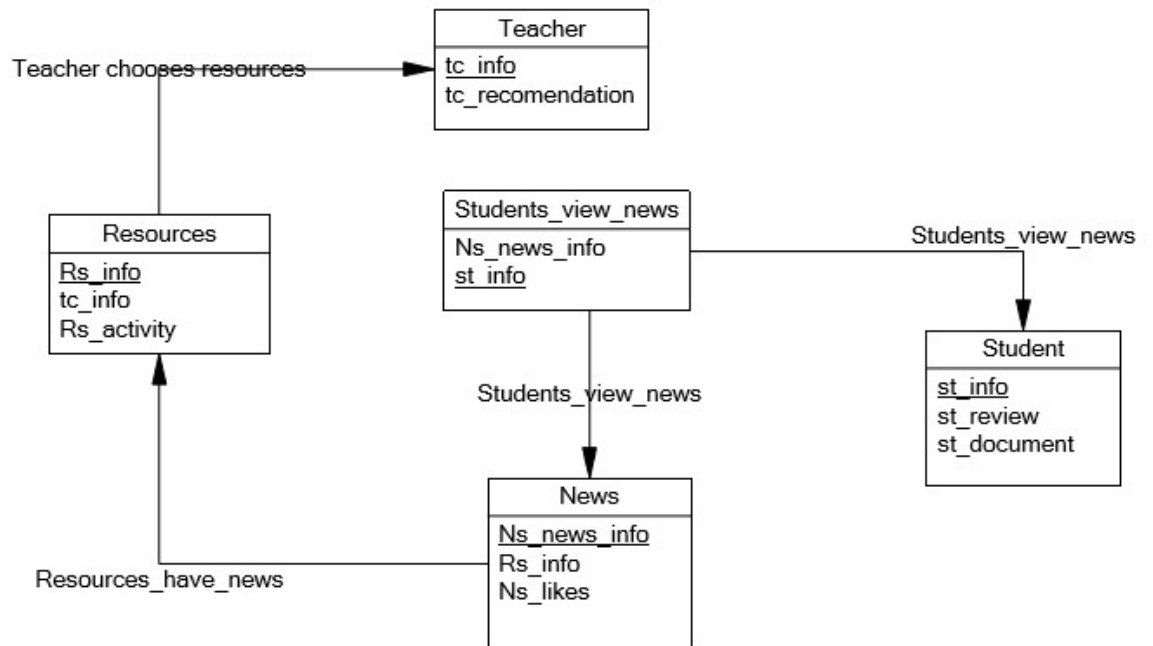 Teacher
tc_info
tc_recomendation
Teacher chooses resources
Resources
Rs_info
tc_info
Rs_activity
Students_view_news
Ns_news_info
st_info
Students_view_news
Student
st_info
st_review
st_document
Students_view_news
News
Ns_news_info
Rs_info
Ns_likes
Resources_have_news